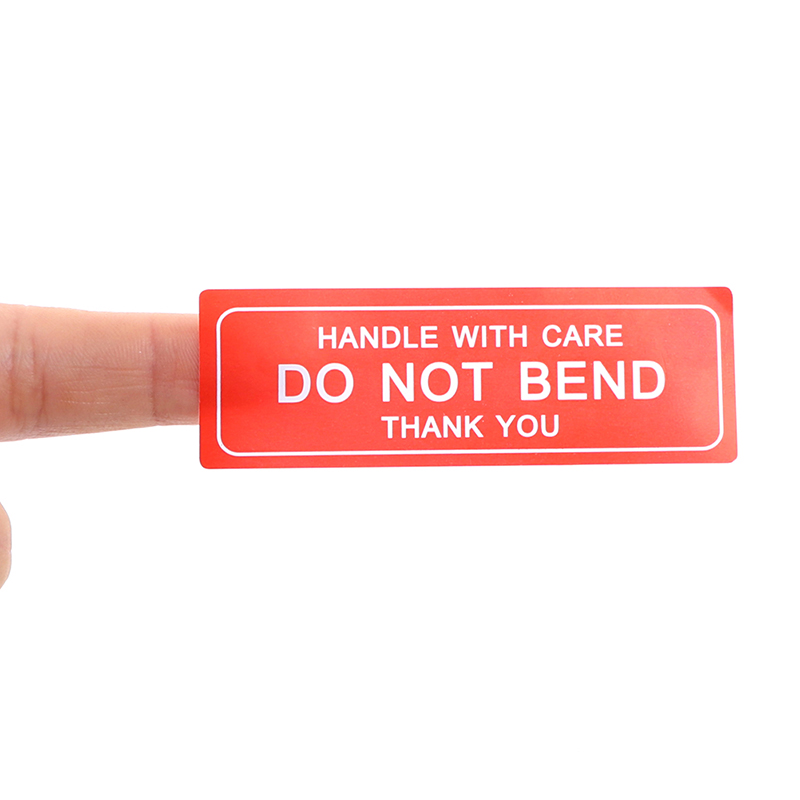 HANDLE WITH CARE
DO NOT BEND
THANK YOU